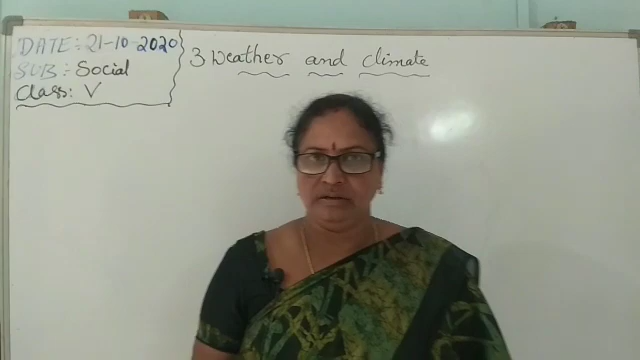 DATE:- 21-10-2020
SUB:- Social
Class: V
3 Weather and climate